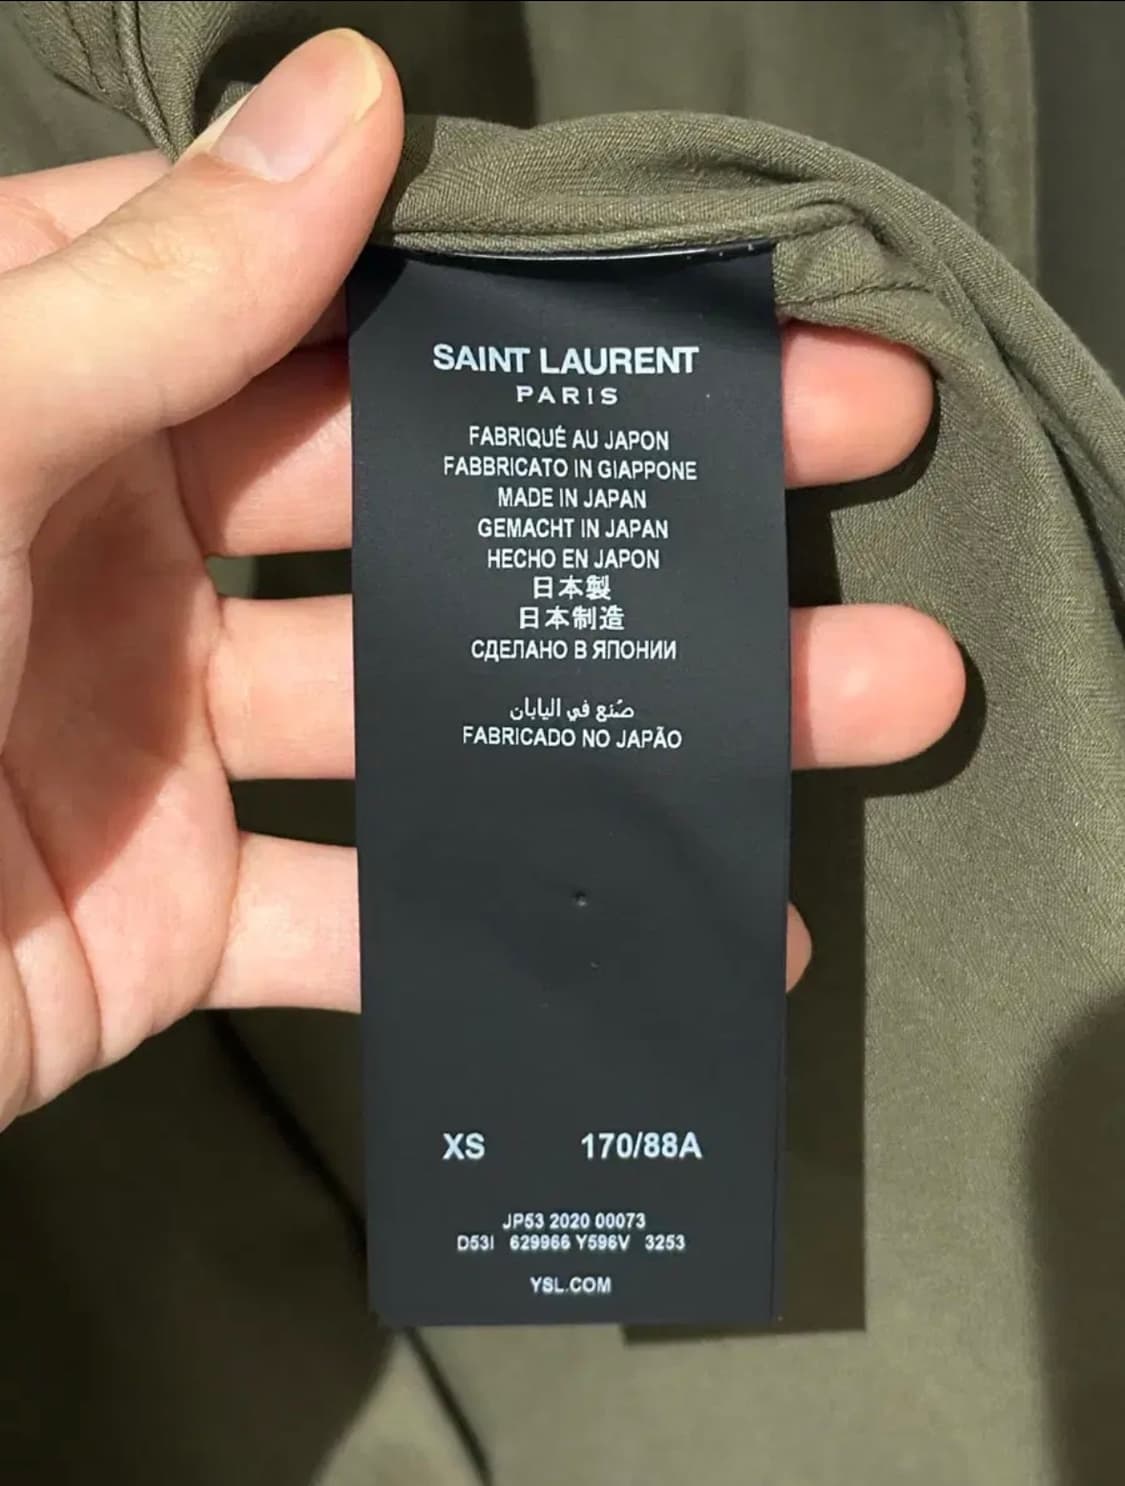 SAINT LAURENT
PARIS
FABRIQUÉ AU JAPON
FABBRICATO IN GIAPPONE
MADE IN JAPAN
GEMACHT IN JAPAN
HECHO EN JAPON
日本製
日本制造
СДЕЛАНО В ЯПОНИИ
صُنع في اليابان
FABRICADO NO JAPÃO
XS 170/88A
JP53 2020 00073
D53I 629966 Y596V 3253
YSL.COM